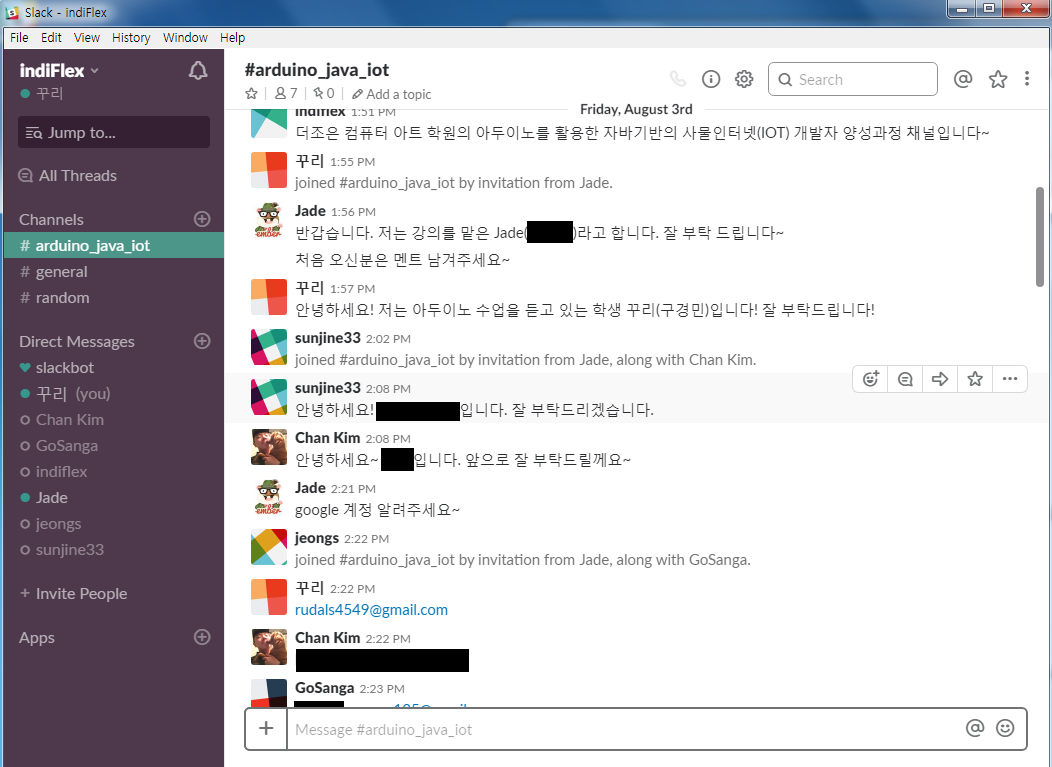 Slack - indiFlex
File Edit View History Window Help
indiFlex
꾸리
Jump to...
All Threads
Channels
# arduino_java_iot
# general
# random
Direct Messages
slackbot
꾸리 (you)
Chan Kim
GoSanga
indiflex
Jade
jeongs
sunjine33
+ Invite People
Apps
#arduino_java_iot
7 | 0 | Add a topic
Search
Friday, August 3rd
indiflex 1:51 PM
더조은 컴퓨터 아트 학원의 아두이노를 활용한 자바기반의 사물인터넷(IOT) 개발자 양성과정 채널입니다~
꾸리 1:55 PM
joined #arduino_java_iot by invitation from Jade.
Jade 1:56 PM
반갑습니다. 저는 강의를 맡은 Jade( )라고 합니다. 잘 부탁 드립니다~
처음 오신분은 멘트 남겨주세요~
꾸리 1:57 PM
안녕하세요! 저는 아두이노 수업을 듣고 있는 학생 꾸리(구경민)입니다! 잘 부탁드립니다!
sunjine33 2:02 PM
joined #arduino_java_iot by invitation from Jade, along with Chan Kim.
sunjine33 2:08 PM
안녕하세요! 입니다. 잘 부탁드리겠습니다.
Chan Kim 2:08 PM
안녕하세요~ 입니다. 앞으로 잘 부탁드릴께요~
Jade 2:21 PM
google 계정 알려주세요~
jeongs 2:22 PM
joined #arduino_java_iot by invitation from Jade, along with GoSanga.
꾸리 2:22 PM
rudals4549@gmail.com
Chan Kim 2:22 PM
GoSanga 2:23 PM
+ Message #arduino_java_iot